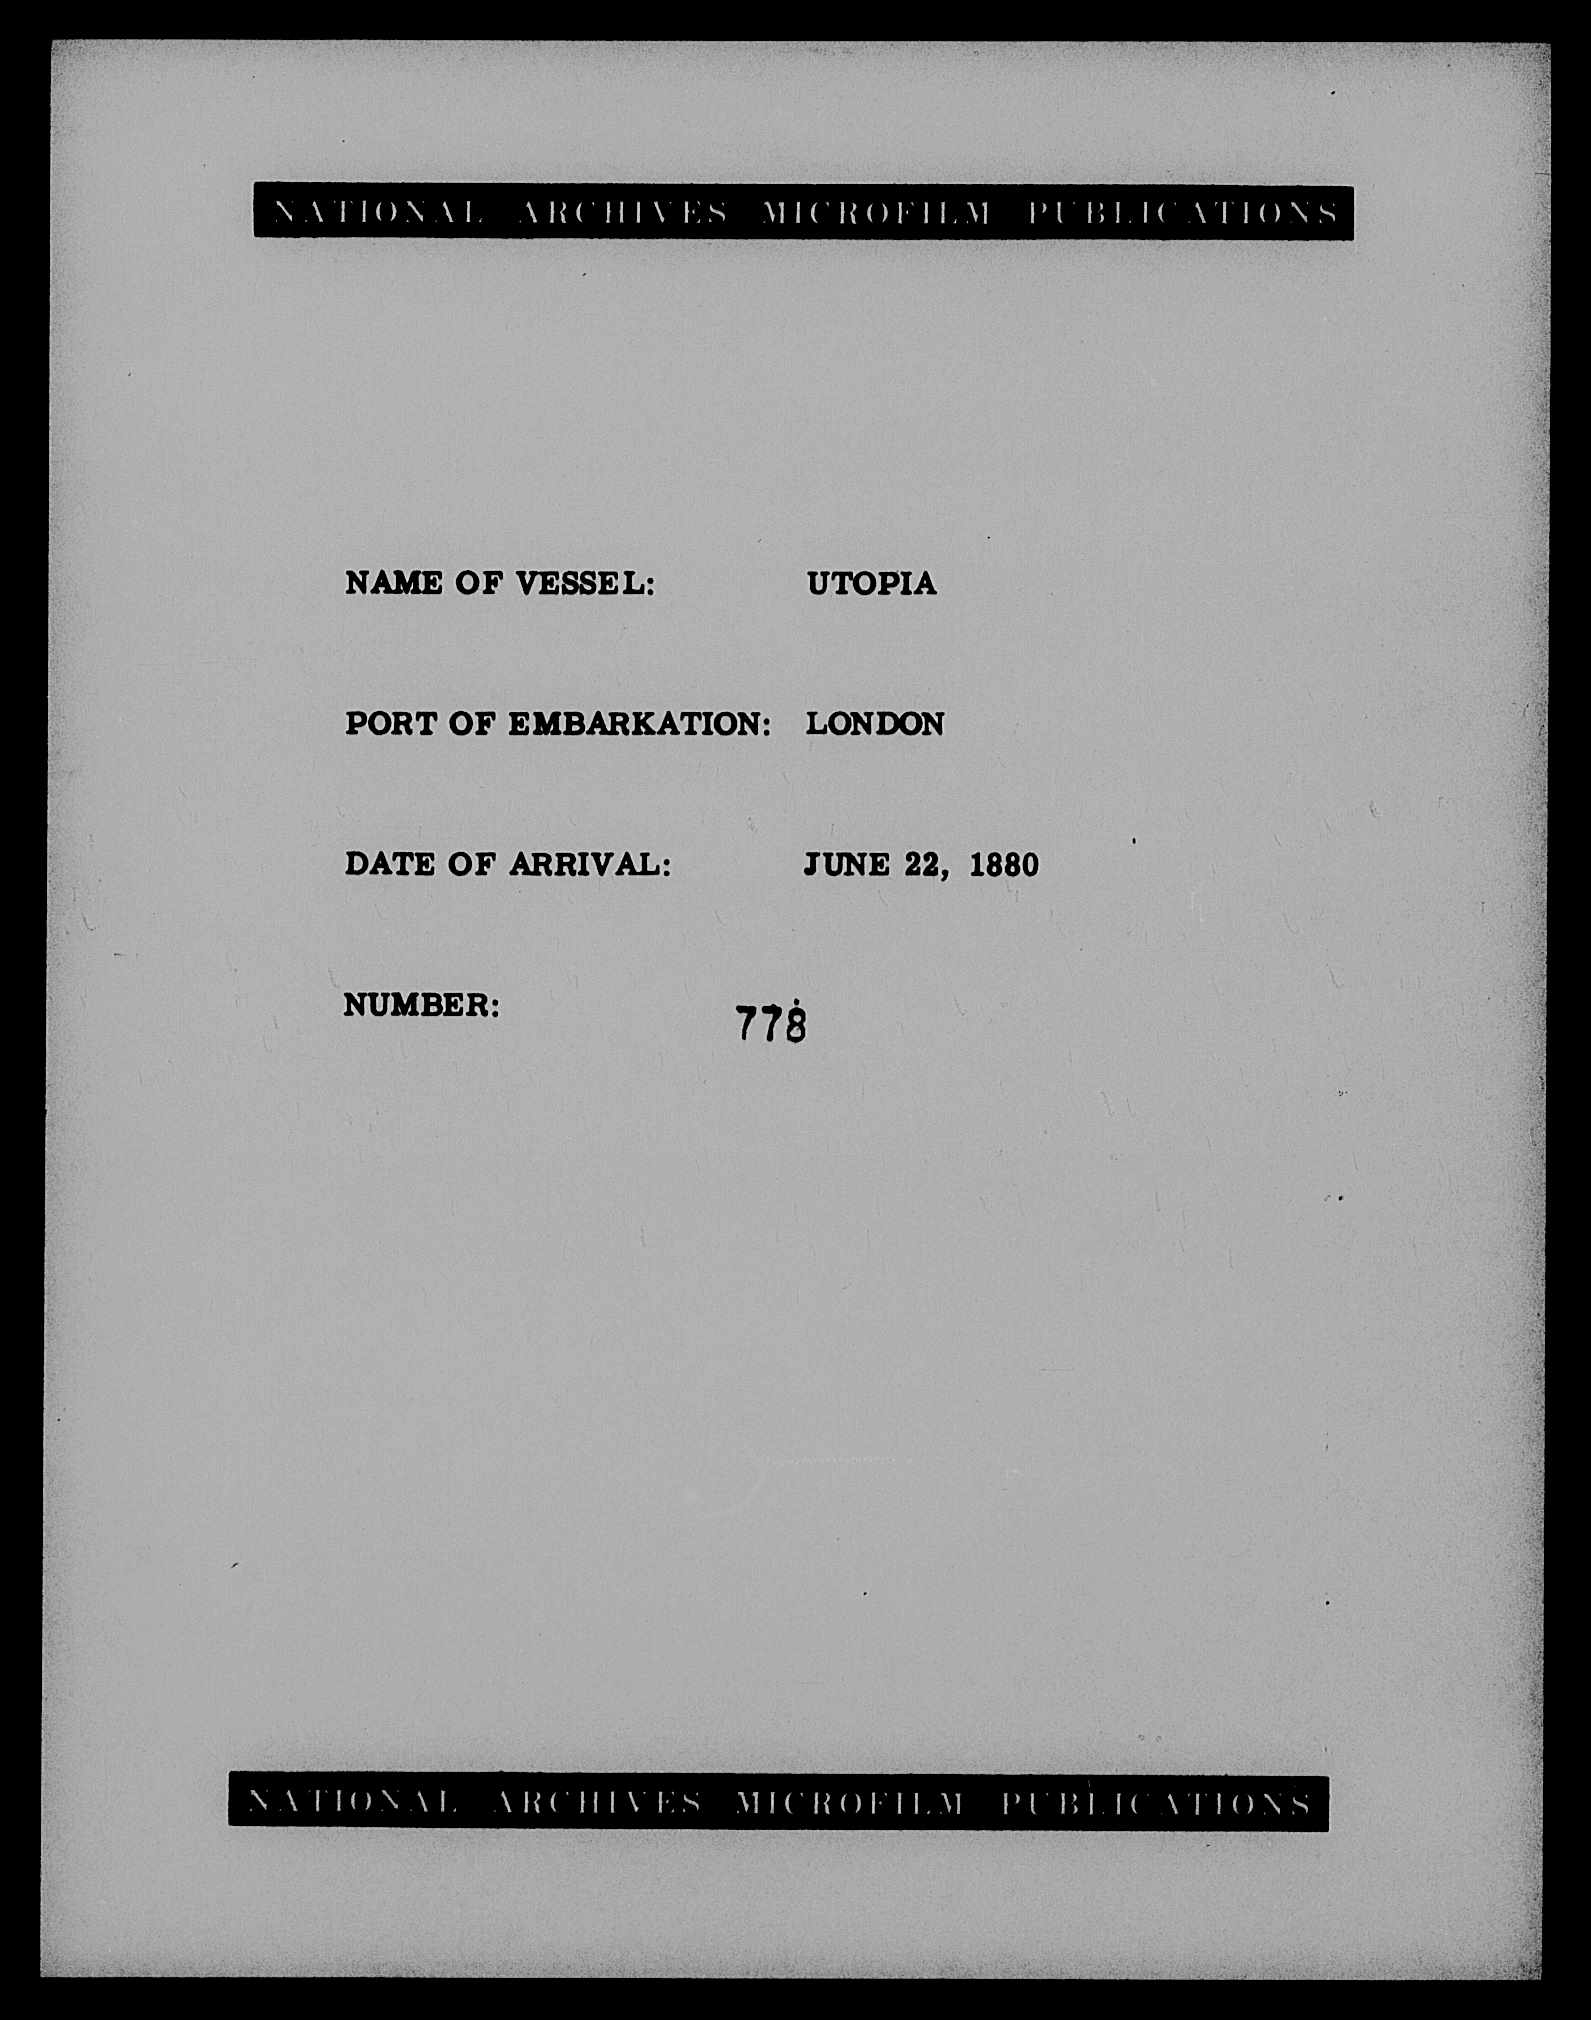 NATIONAL ARCHIVES MICROFILM PUBLICATIONS
NAME OF VESSEL: UTOPIA
PORT OF EMBARKATION: LONDON
DATE OF ARRIVAL: JUNE 22, 1880
NUMBER: 778
NATIONAL ARCHIVES MICROFILM PUBLICATIONS